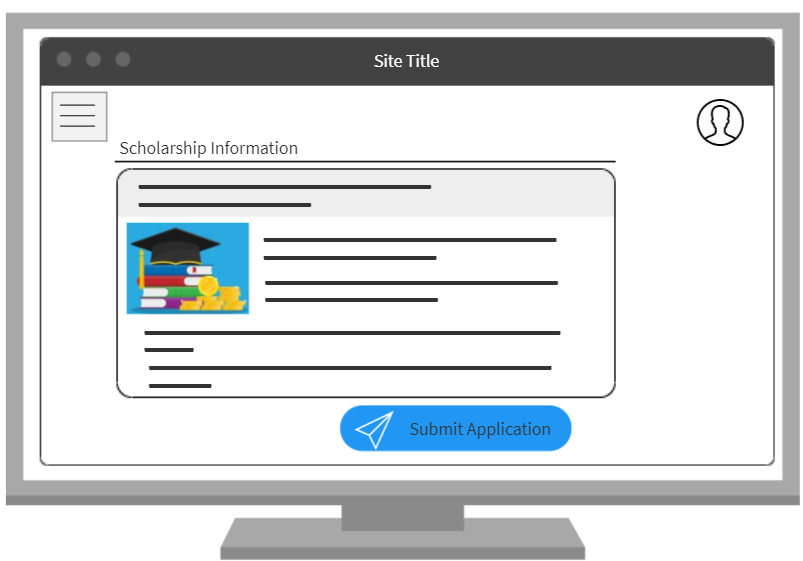 Site Title
Scholarship Information
Submit Application